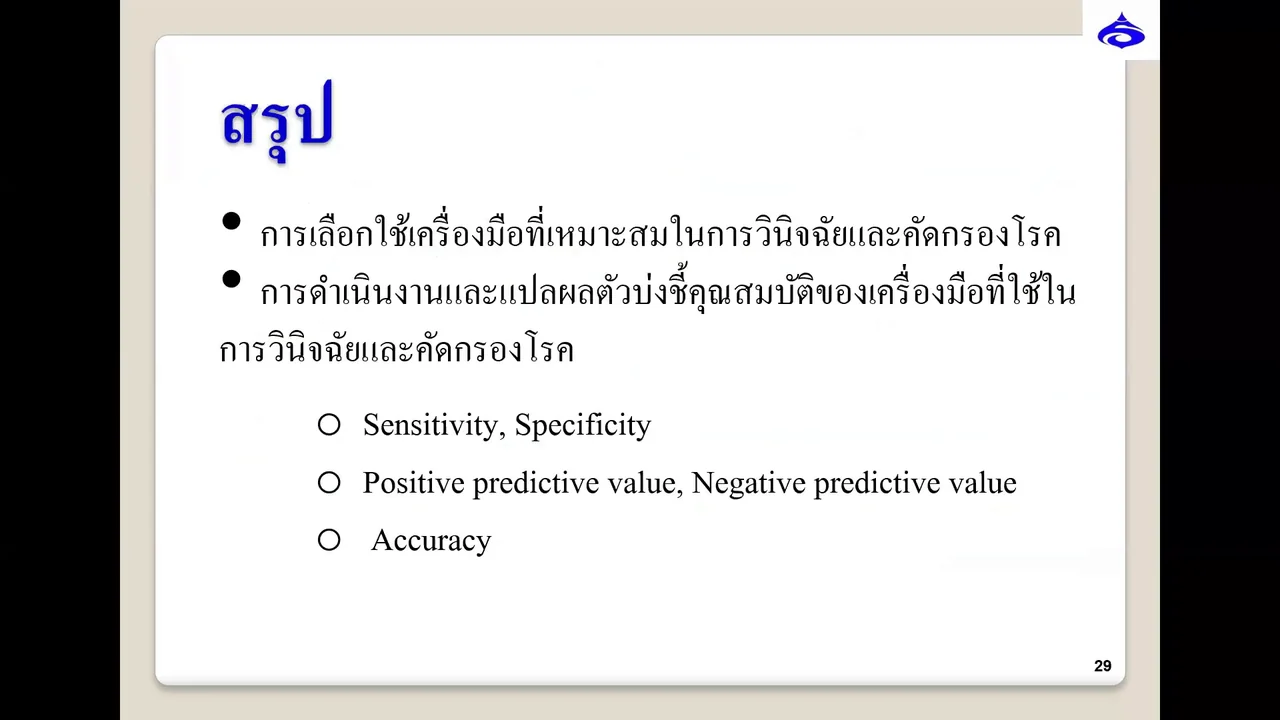 สรุป
• การเลือกใช้เครื่องมือที่เหมาะสมในการวินิจฉัยและคัดกรองโรค
• การดำเนินงานและแปลผลตัวบ่งชี้คุณสมบัติของเครื่องมือที่ใช้ใน
การวินิจฉัยและคัดกรองโรค
○ Sensitivity, Specificity
○ Positive predictive value, Negative predictive value
○ Accuracy
29